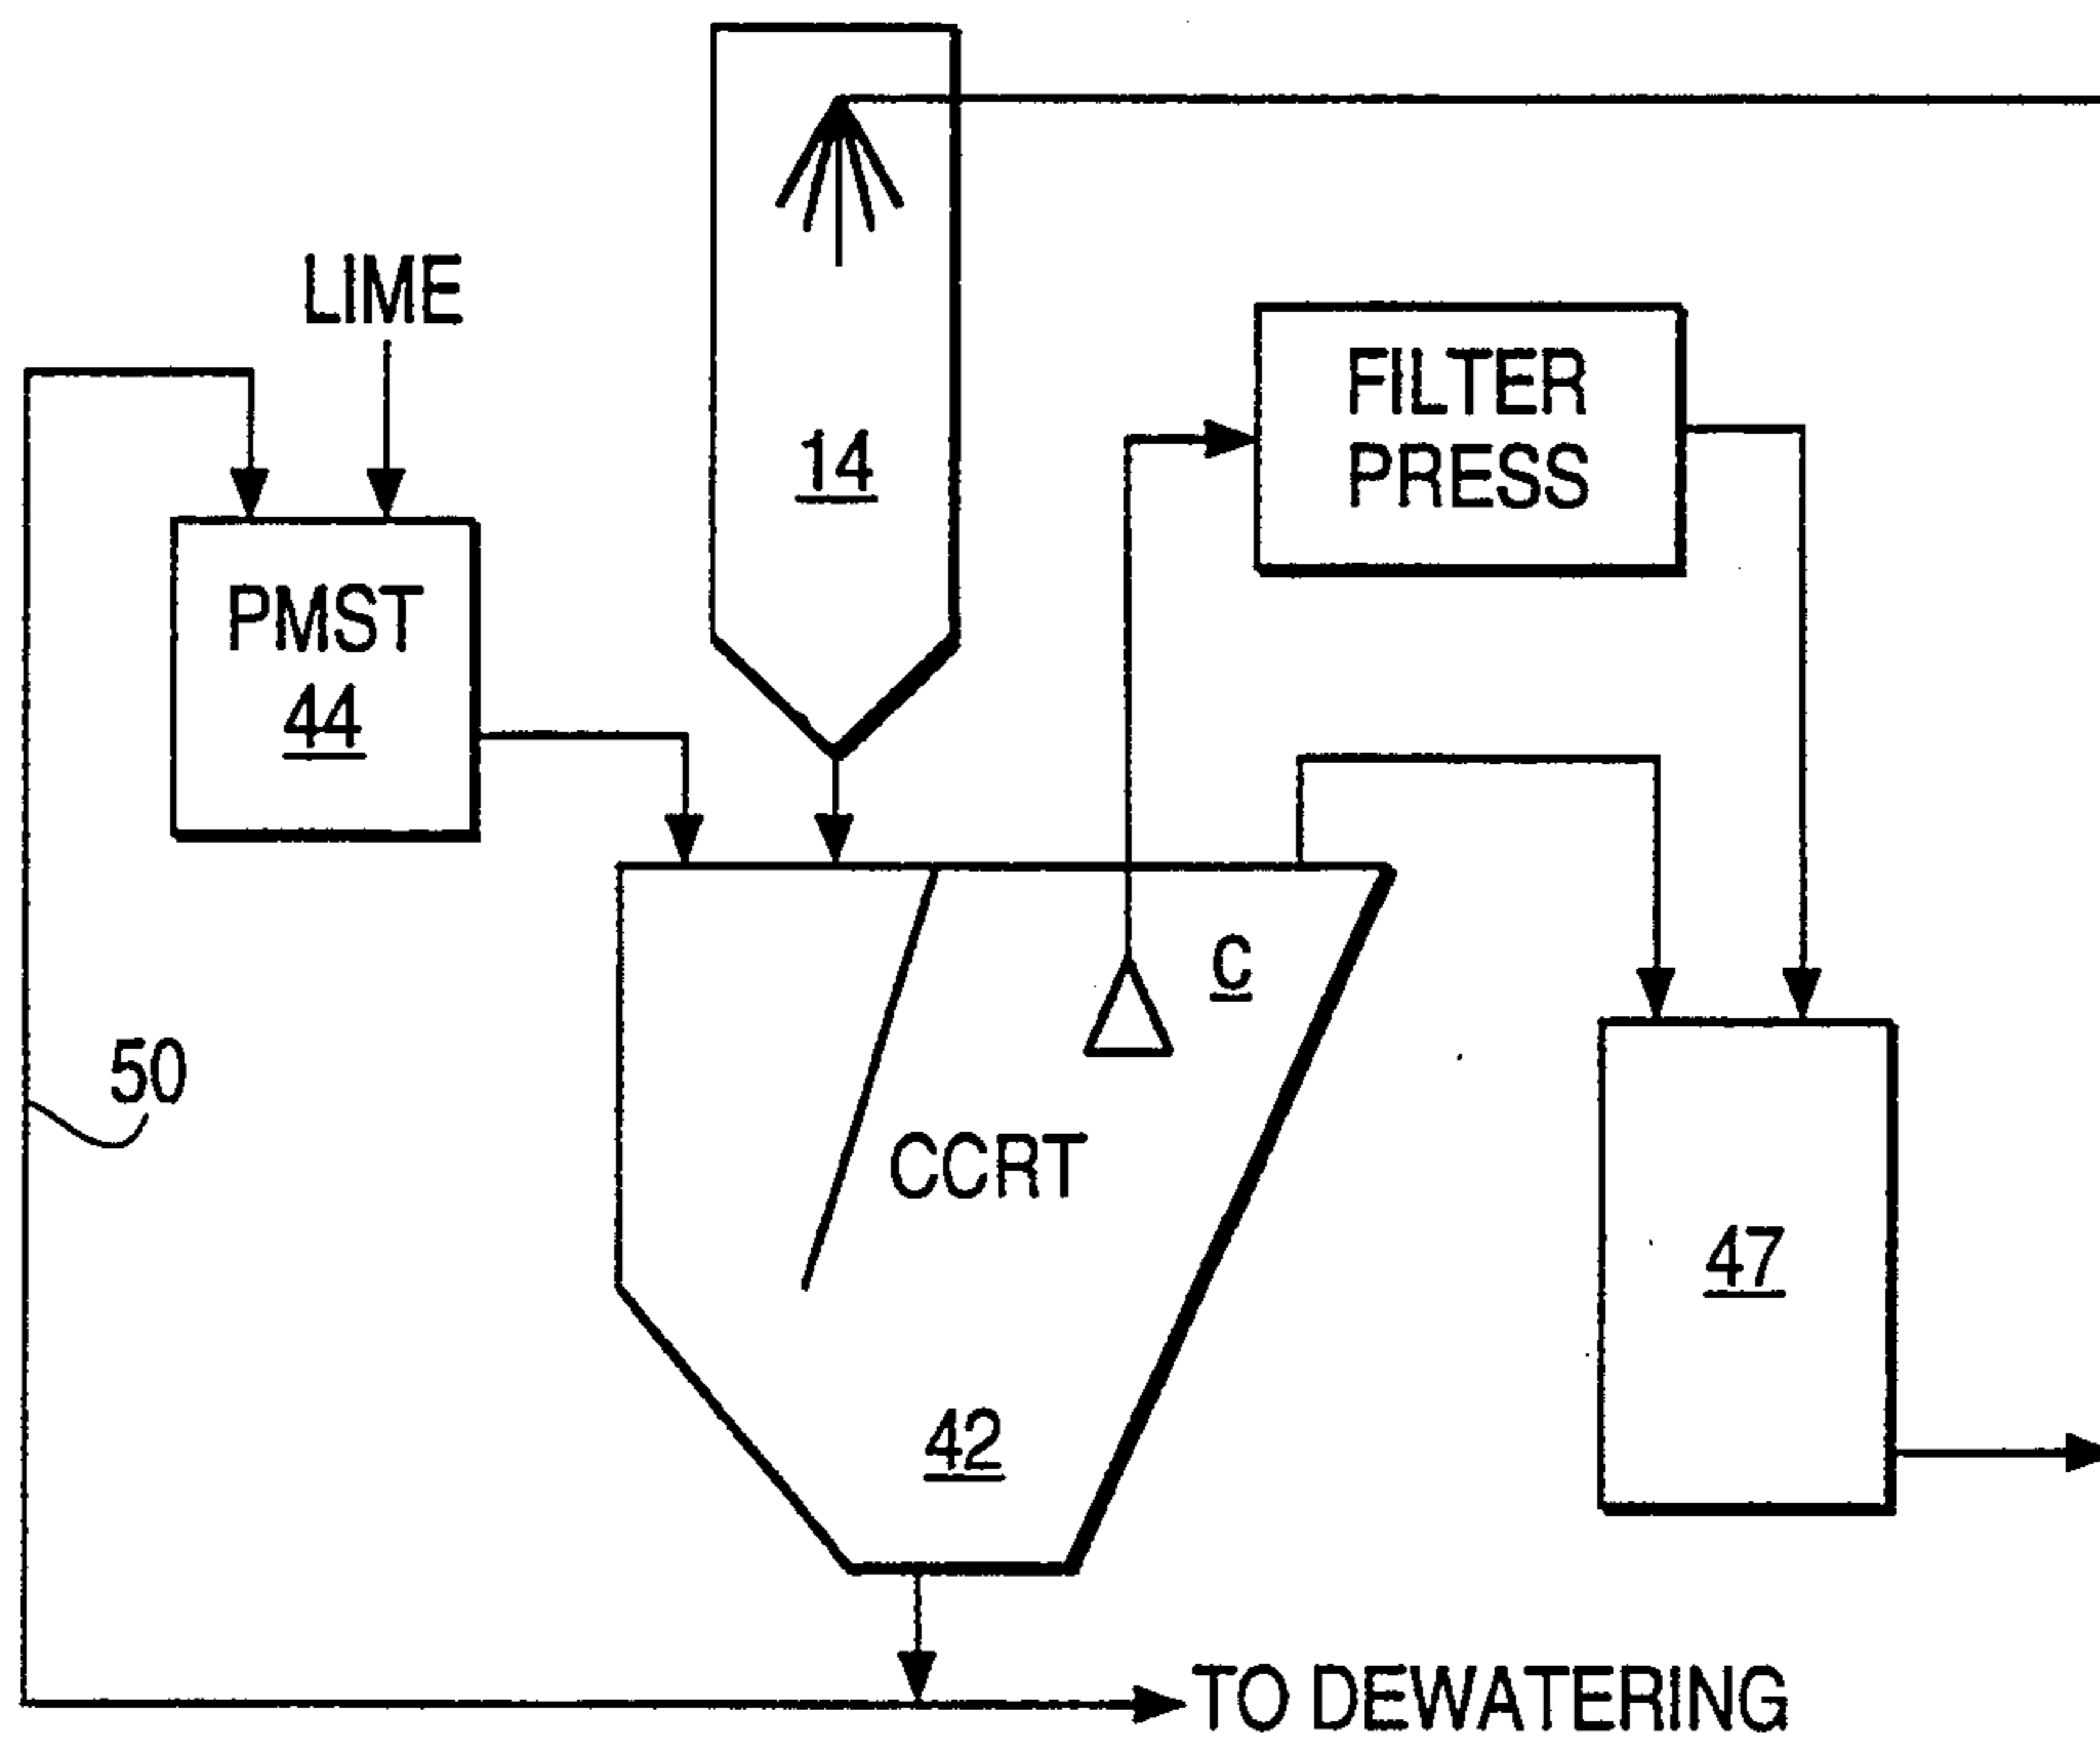 LIME
14
FILTER
PRESS
PMST
44
C
50
CCRT
47
42
TO DEWATERING